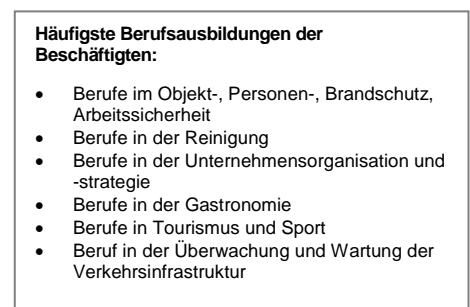 Häufigste Berufsausbildungen der
Beschäftigten:
• Berufe im Objekt-, Personen-, Brandschutz,
Arbeitssicherheit
• Berufe in der Reinigung
• Berufe in der Unternehmensorganisation und
-strategie
• Berufe in der Gastronomie
• Berufe in Tourismus und Sport
• Beruf in der Überwachung und Wartung der
Verkehrsinfrastruktur